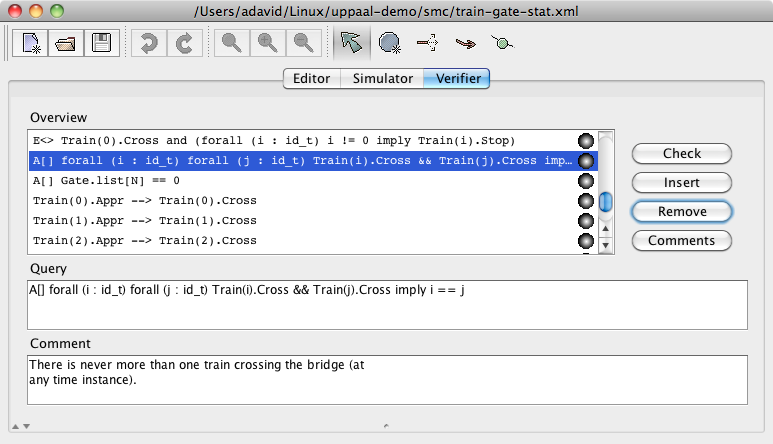 /Users/adavid/Linux/uppaal-demo/smc/train-gate-stat.xml
Editor Simulator Verifier
Overview
E<> Train(0).Cross and (forall (i : id_t) i != 0 imply Train(i).Stop)
A[] forall (i : id_t) forall (j : id_t) Train(i).Cross && Train(j).Cross imp...
A[] Gate.list[N] == 0
Train(0).Appr --> Train(0).Cross
Train(1).Appr --> Train(1).Cross
Train(2).Appr --> Train(2).Cross
Check
Insert
Remove
Comments
Query
A[] forall (i : id_t) forall (j : id_t) Train(i).Cross && Train(j).Cross imply i == j
Comment
There is never more than one train crossing the bridge (at
any time instance).